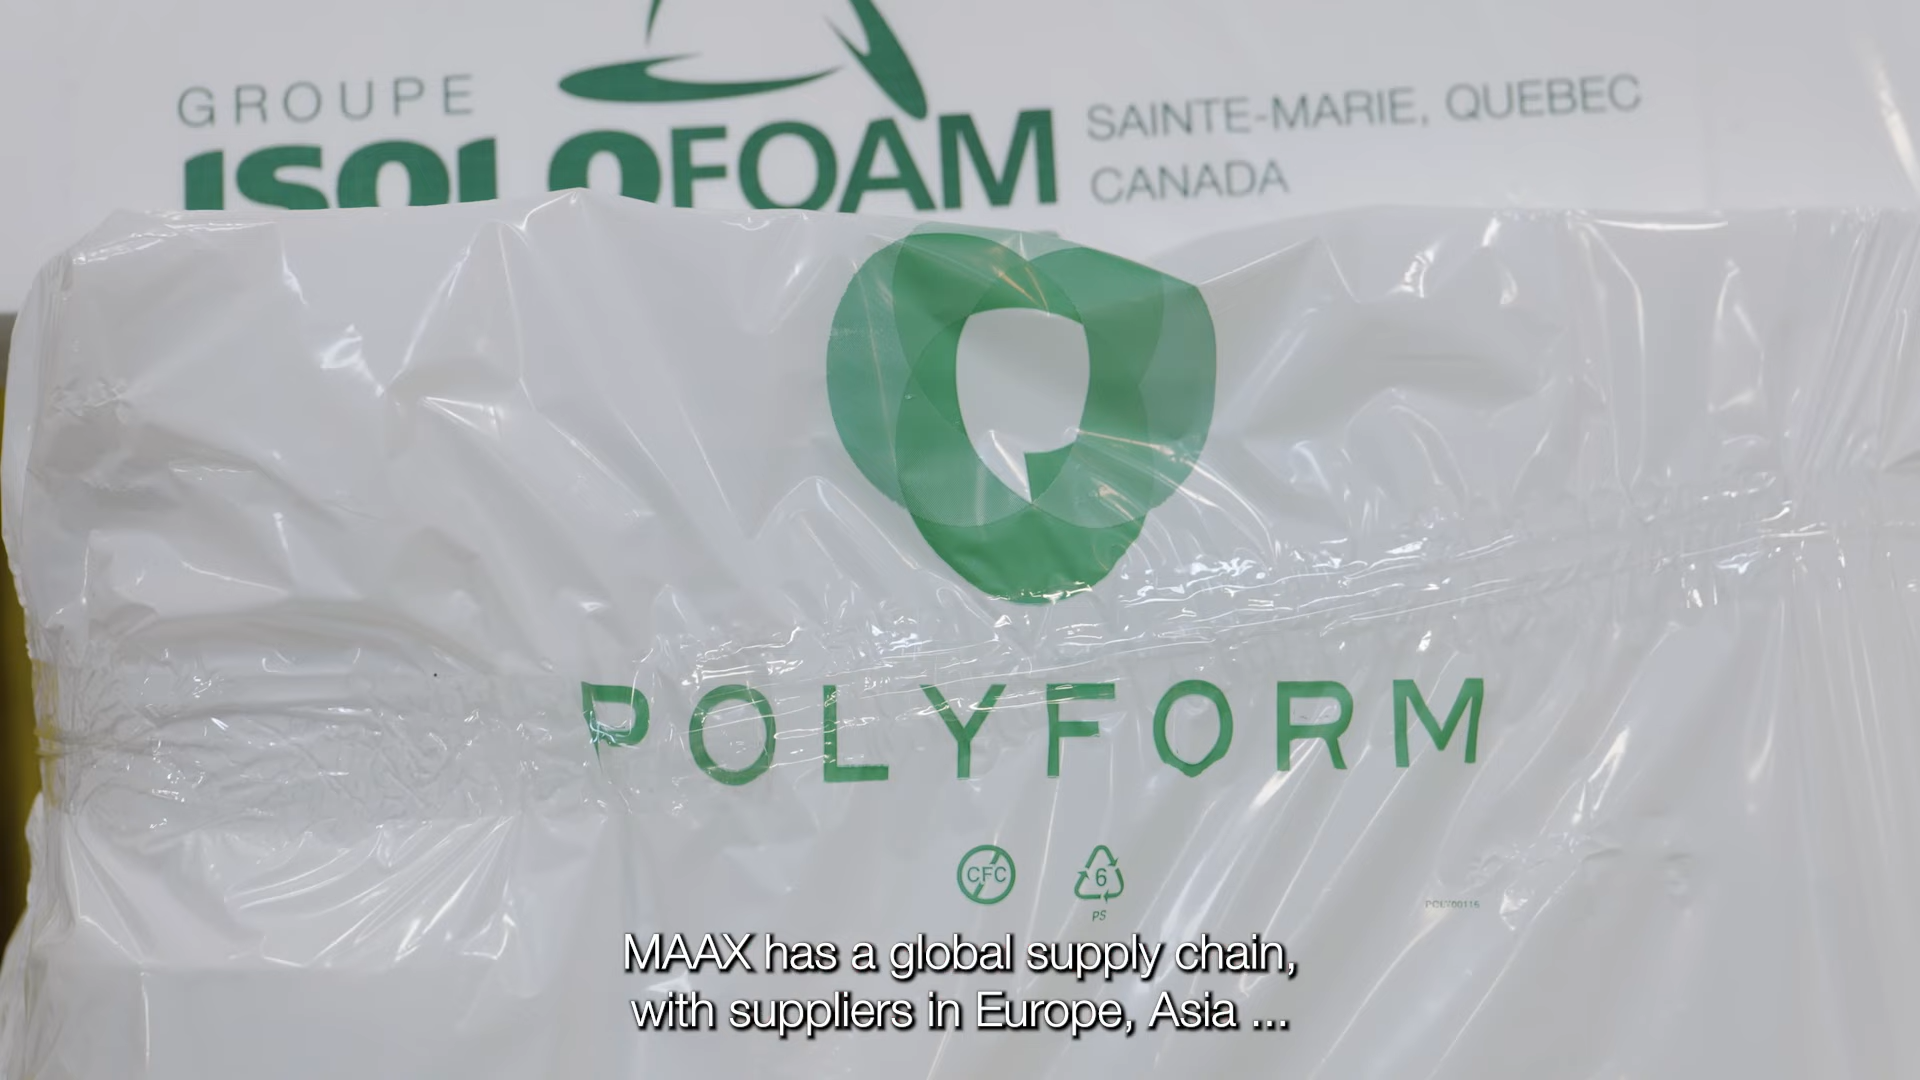 GROUPE
ISOLOFOAM
SAINTE-MARIE, QUEBEC
CANADA
POLYFORM
CFC
6
PS
MAAX has a global supply chain,
with suppliers in Europe, Asia ...